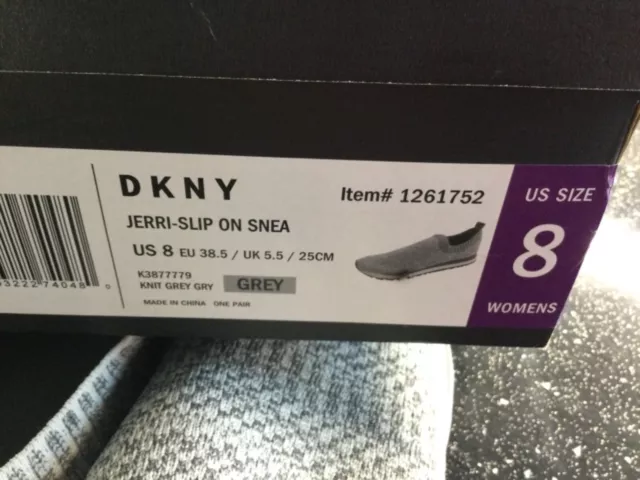 DKNY
Item# 1261752
JERRI-SLIP ON SNEA
US 8 EU 38.5 / UK 5.5 / 25CM
K3877779
KNIT GREY GRY GREY
MADE IN CHINA ONE PAIR
US SIZE
8
WOMENS